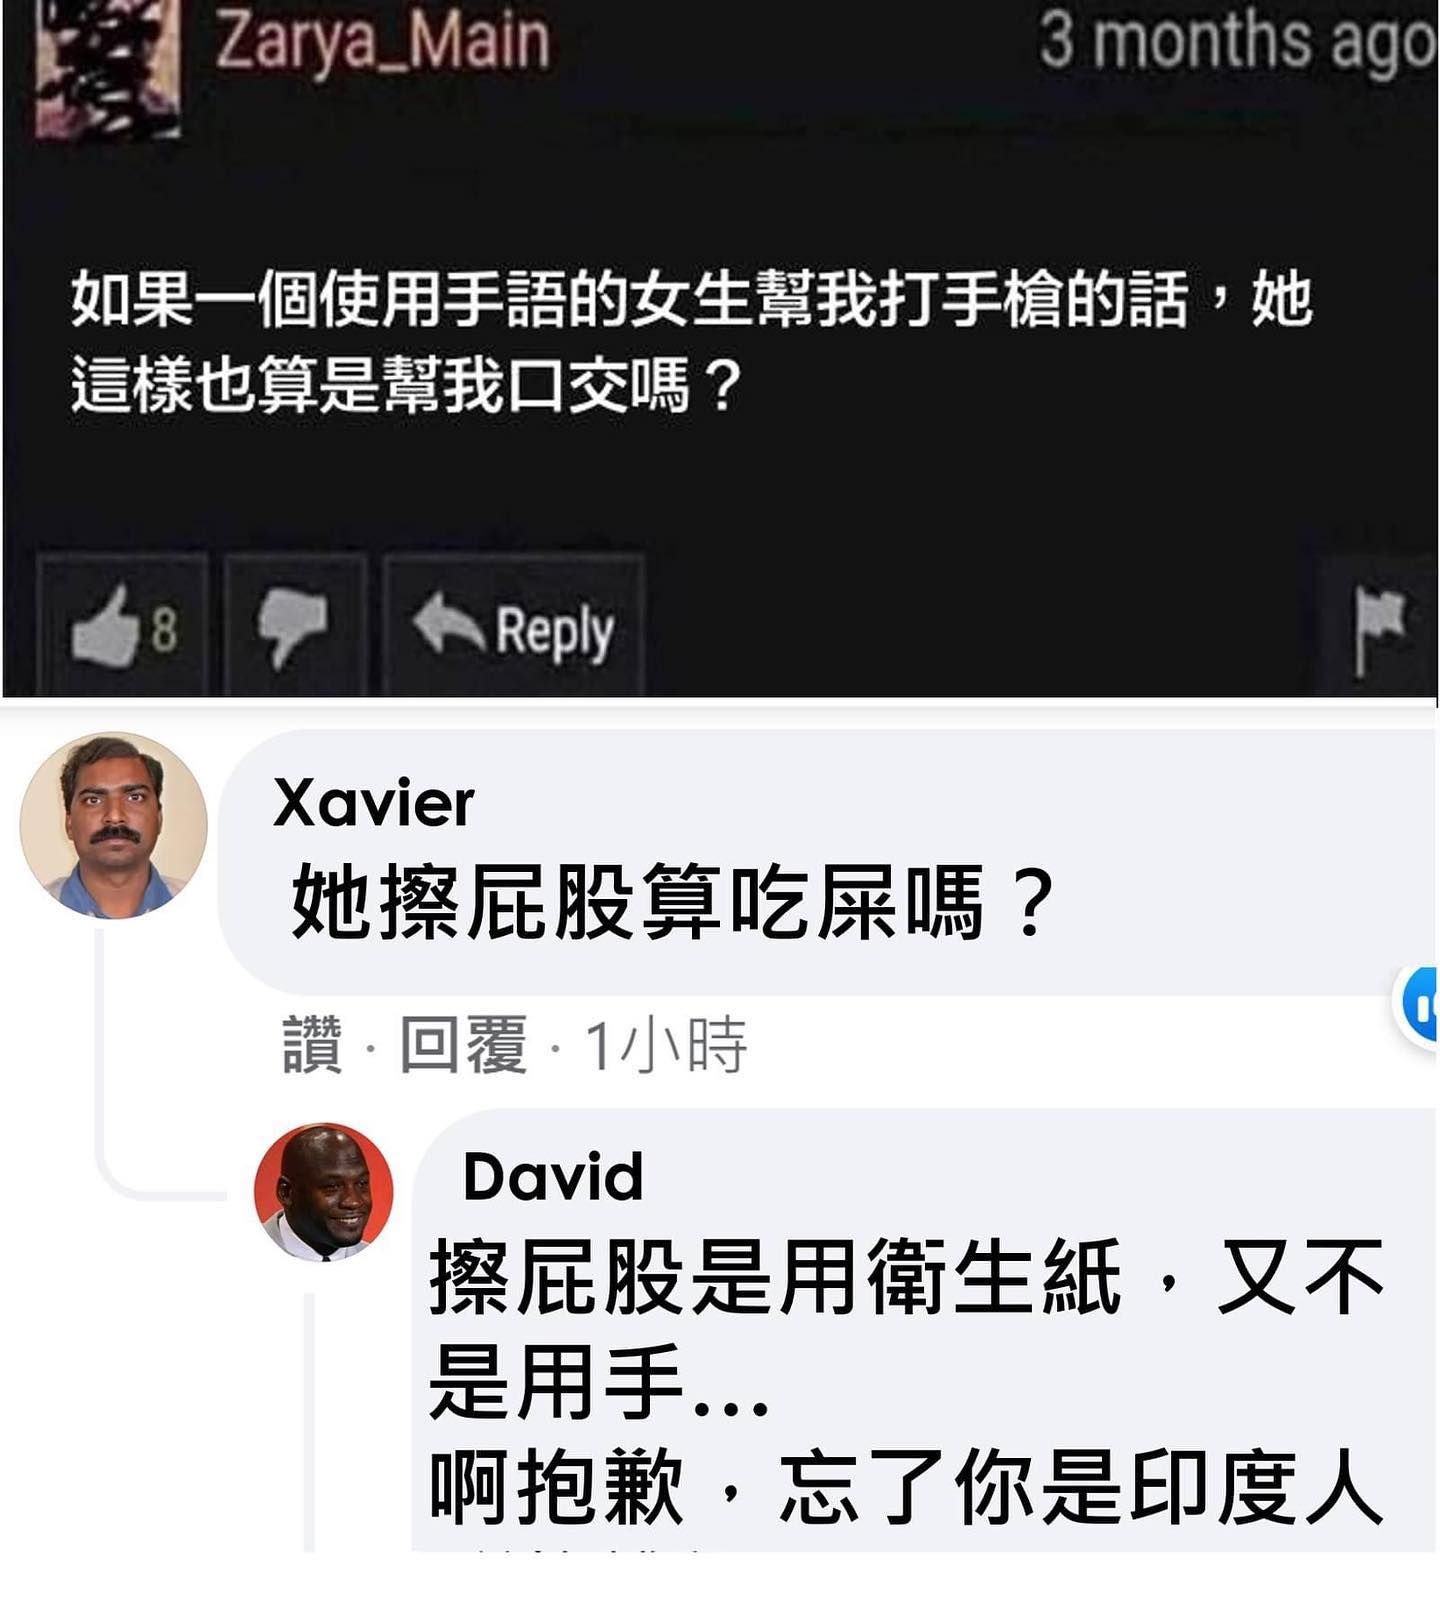 Zarya_Main
3 months ago
如果一個使用手語的女生幫我打手槍的話，她
這樣也算是幫我口交嗎？
8
Reply
Xavier
她擦屁股算吃屎嗎？
讚 · 回覆 · 1小時
David
擦屁股是用衛生紙，又不
是用手...
啊抱歉，忘了你是印度人